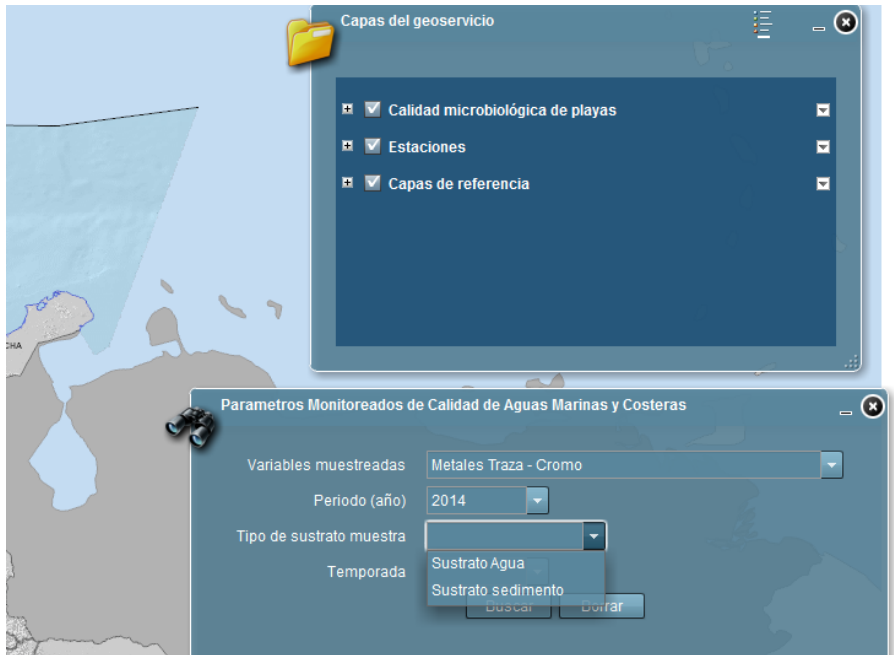 Capas del geoservicio
Calidad microbiológica de playas
Estaciones
Capas de referencia
CHA
Parametros Monitoreados de Calidad de Aguas Marinas y Costeras
Variables muestreadas Metales Traza - Cromo
Periodo (año) 2014
Tipo de sustrato muestra
Sustrato Agua
Temporada
Sustrato sedimento
Buscar Borrar